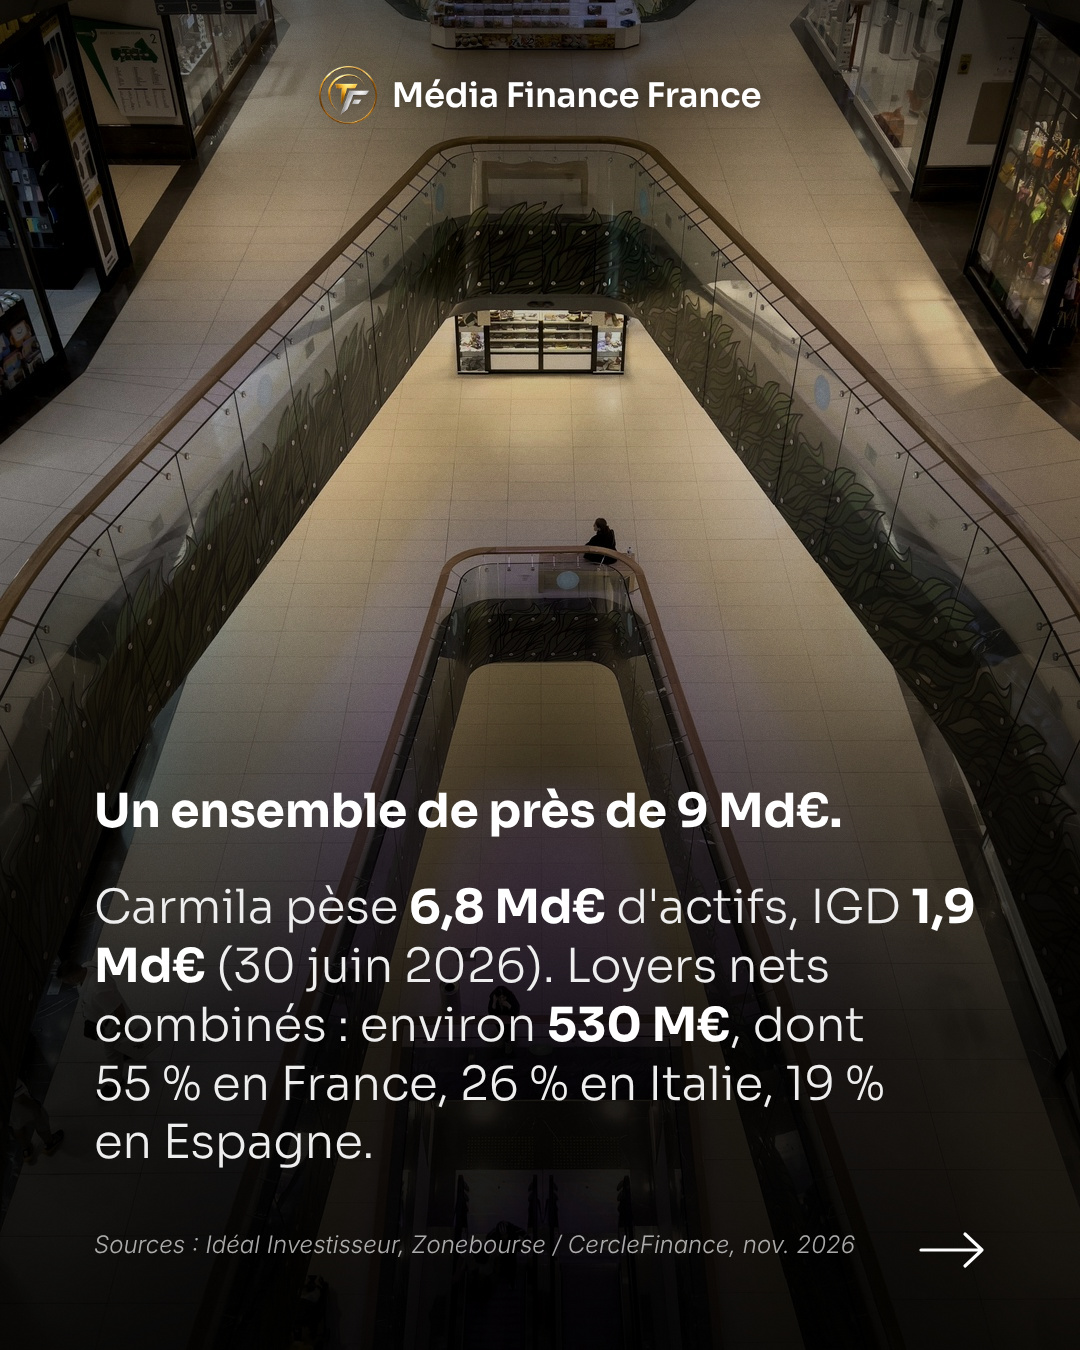 Média Finance France
Un ensemble de près de 9 Md€.
Carmila pèse 6,8 Md€ d'actifs, IGD 1,9
Md€ (30 juin 2026). Loyers nets
combinés : environ 530 M€, dont
55 % en France, 26 % en Italie, 19 %
en Espagne.
Sources : Idéal Investisseur, Zonebourse / CercleFinance, nov. 2026